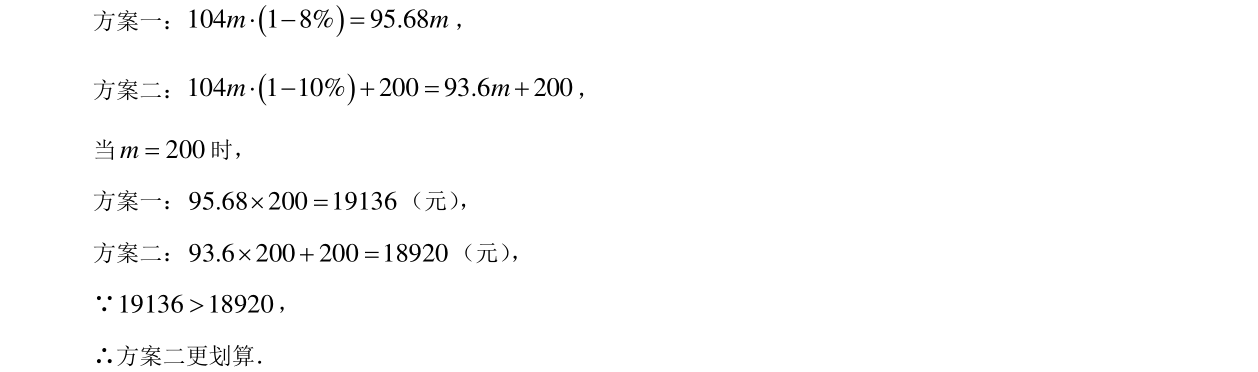 方案一：104m·(1−8%)=95.68m，
方案二：104m·(1−10%)+200=93.6m+200，
当m=200时，
方案一：95.68×200=19136（元），
方案二：93.6×200+200=18920（元），
∵19136>18920，
∴方案二更划算．